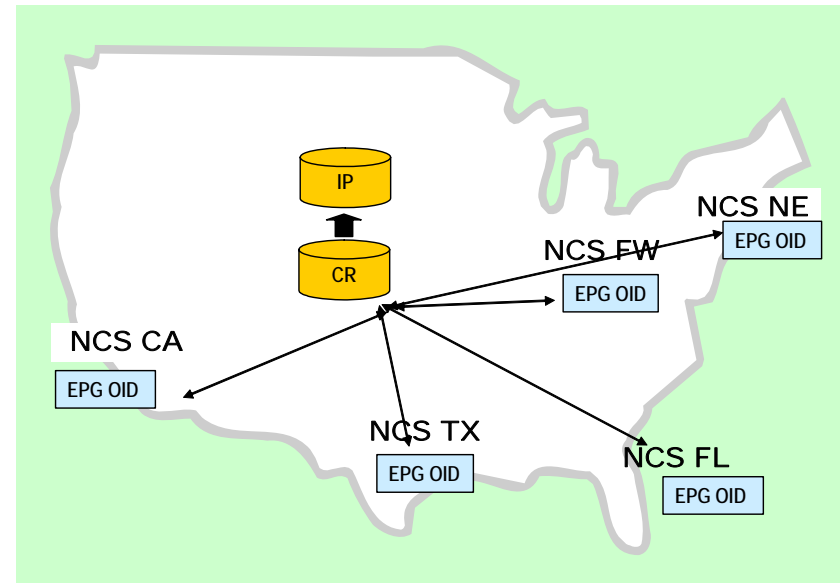 IP
CR
NCS NE
EPG OID
NCS FW
EPG OID
NCS CA
EPG OID
NCS TX
EPG OID
NCS FL
EPG OID